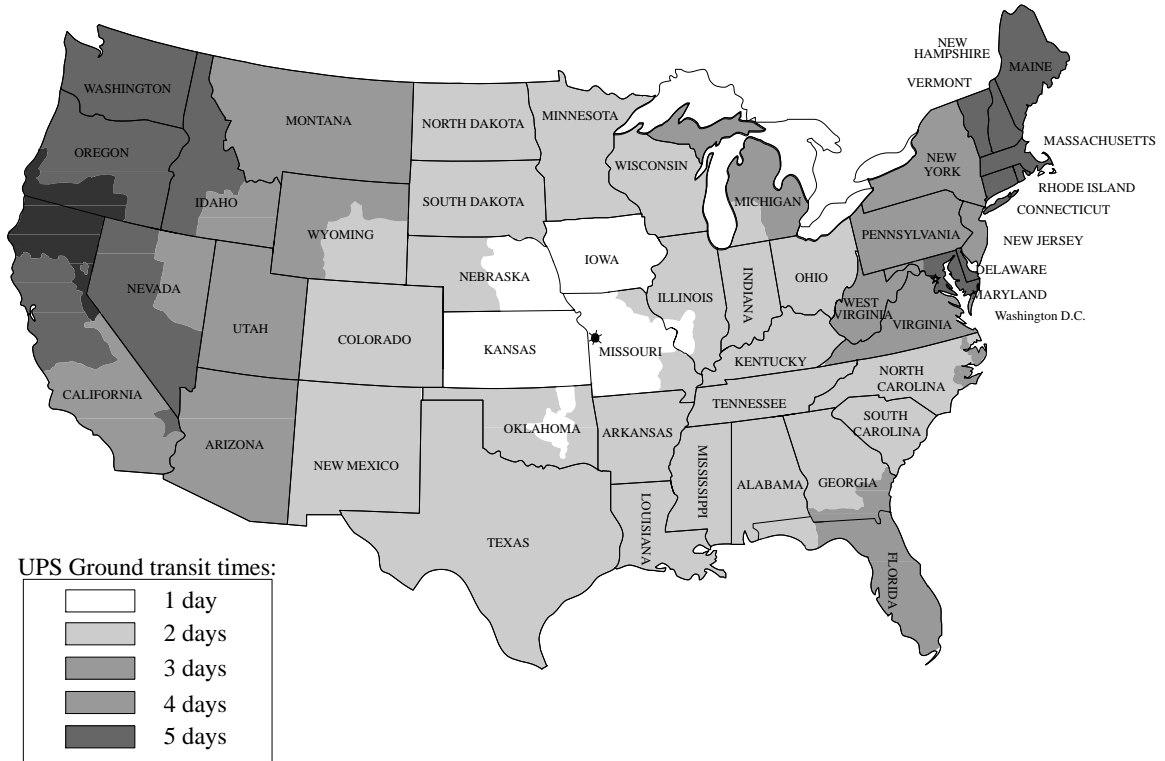 NEW
HAMPSHIRE
VERMONT
MAINE
WASHINGTON
MONTANA
NORTH DAKOTA
MINNESOTA
MASSACHUSETTS
OREGON
WISCONSIN
NEW
YORK
RHODE ISLAND
IDAHO
SOUTH DAKOTA
MICHIGAN
CONNECTICUT
WYOMING
PENNSYLVANIA
NEW JERSEY
IOWA
NEBRASKA
OHIO
INDIANA
DELAWARE
NEVADA
ILLINOIS
MARYLAND
WEST
VIRGINIA
Washington D.C.
UTAH
COLORADO
KANSAS
MISSOURI
VIRGINIA
KENTUCKY
CALIFORNIA
NORTH
CAROLINA
TENNESSEE
ARIZONA
OKLAHOMA
ARKANSAS
SOUTH
CAROLINA
NEW MEXICO
MISSISSIPPI
ALABAMA
GEORGIA
TEXAS
LOUISIANA
FLORIDA
UPS Ground transit times:
1 day
2 days
3 days
4 days
5 days